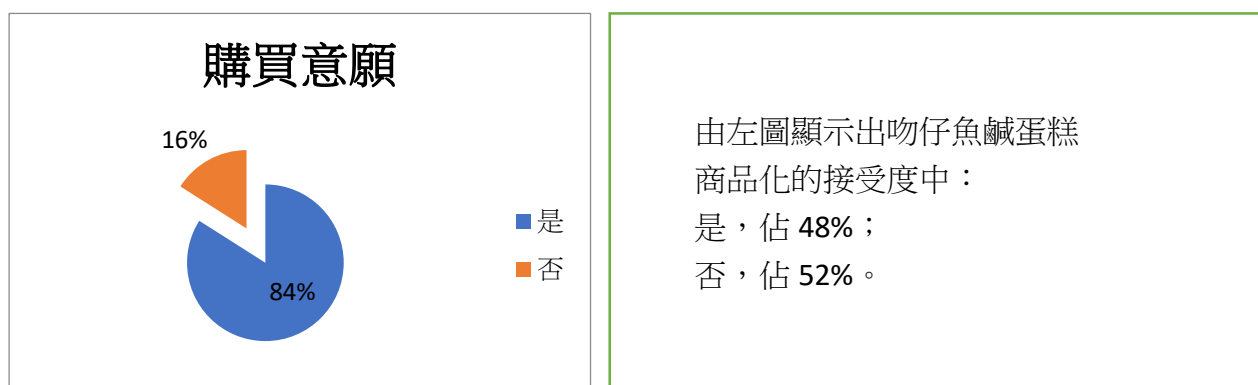 購買意願
16%
84%
是
否
由左圖顯示出吻仔魚鹹蛋糕
商品化的接受度中：
是，佔 48%；
否，佔 52%。